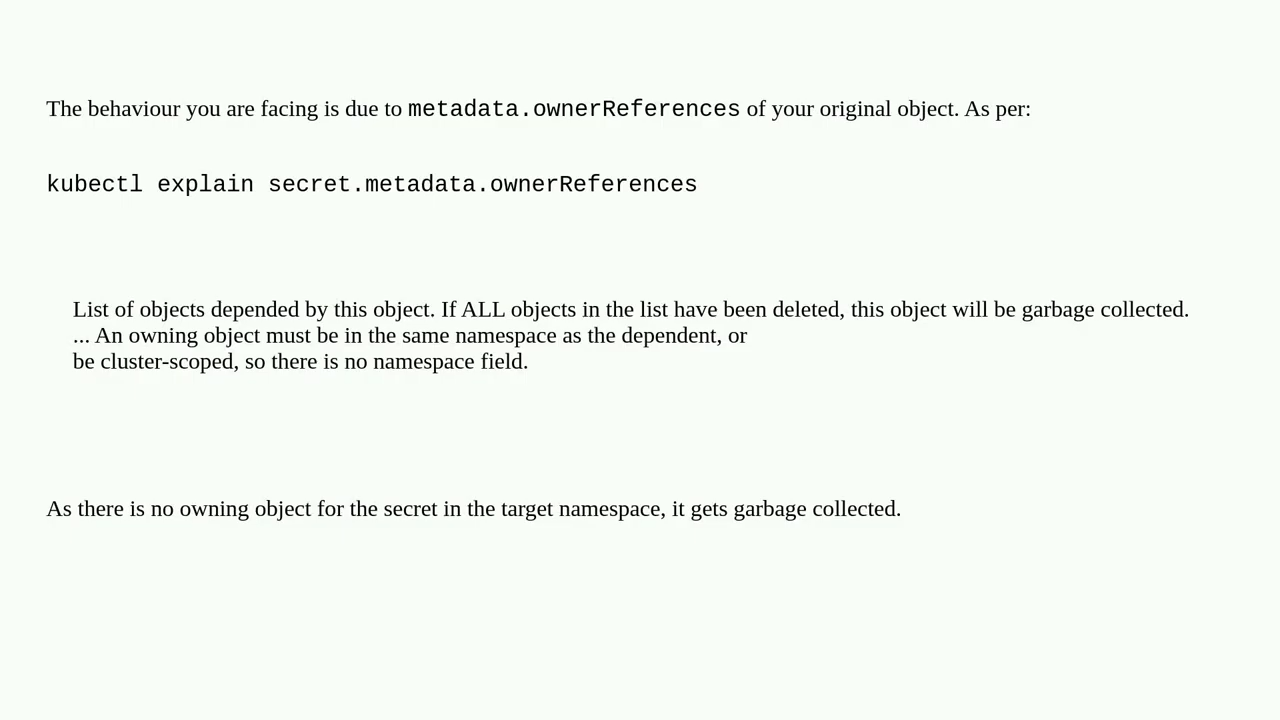 The behaviour you are facing is due to metadata.ownerReferences of your original object. As per:
kubectl explain secret.metadata.ownerReferences
List of objects depended by this object. If ALL objects in the list have been deleted, this object will be garbage collected.
... An owning object must be in the same namespace as the dependent, or
be cluster-scoped, so there is no namespace field.
As there is no owning object for the secret in the target namespace, it gets garbage collected.